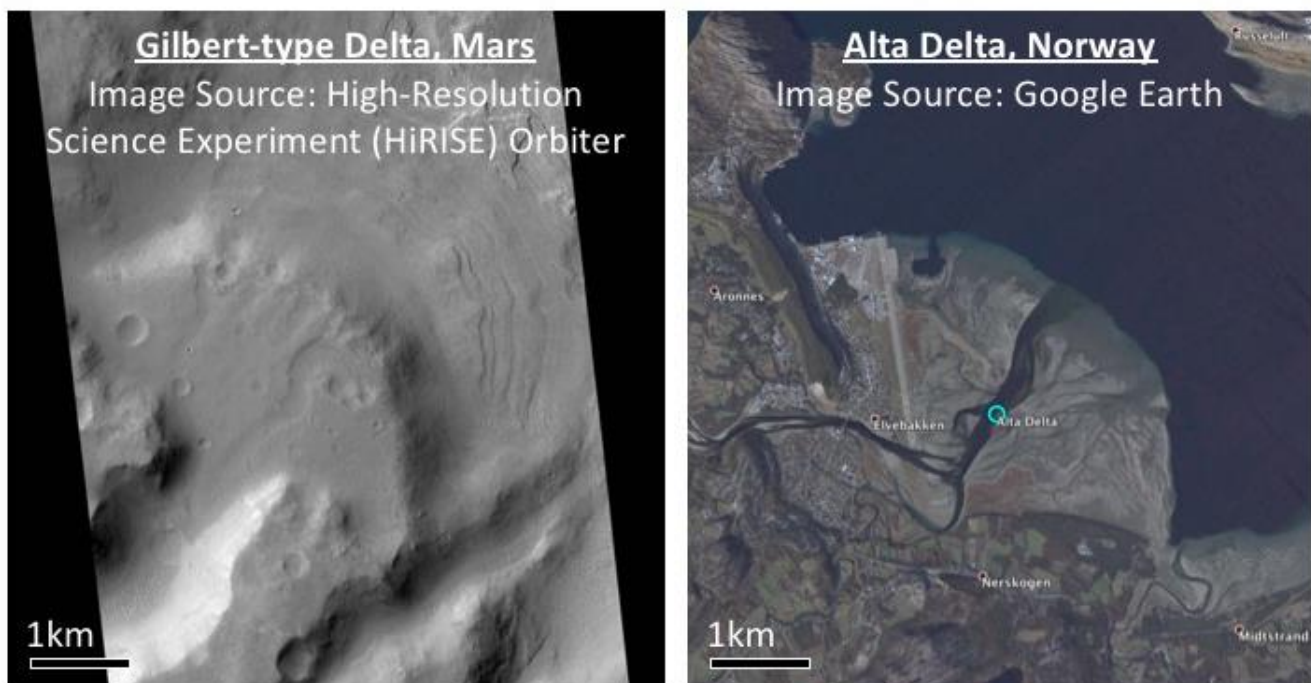 Gilbert-type Delta, Mars
Image Source: High-Resolution
Science Experiment (HiRISE) Orbiter
1km
Alta Delta, Norway
Image Source: Google Earth
Russeluft
Aronnes
Elvebakken
Alta Delta
Nerskogen
Midtstrand
1km